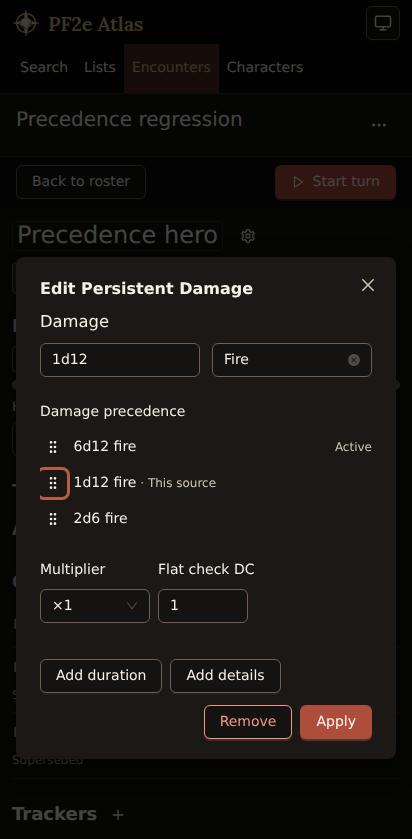 PF2e Atlas
Search Lists Encounters Characters
Precedence regression
...
Back to roster Start turn
Precedence hero
Edit Persistent Damage
Damage
1d12 Fire
Damage precedence
6d12 fire Active
1d12 fire · This source
2d6 fire
Multiplier Flat check DC
×1 1
Add duration Add details
Remove Apply
Superseded
Trackers +